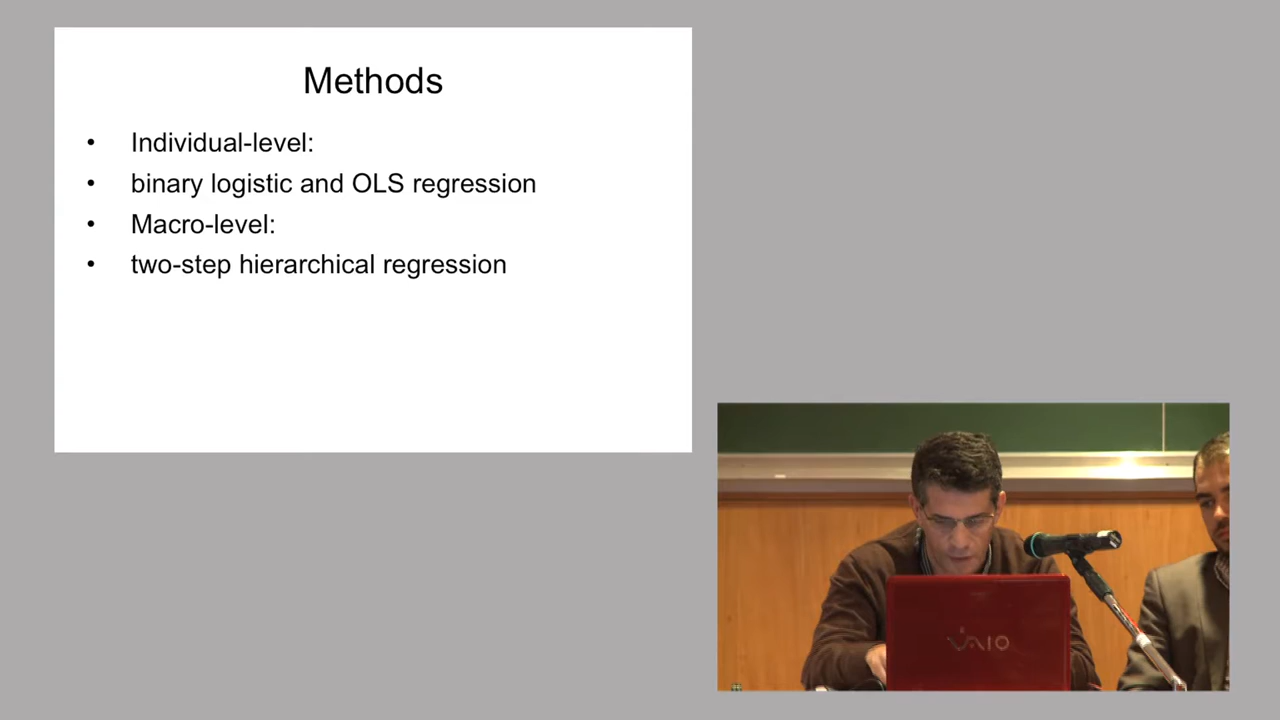 Methods
• Individual-level:
• binary logistic and OLS regression
• Macro-level:
• two-step hierarchical regression
VAIO